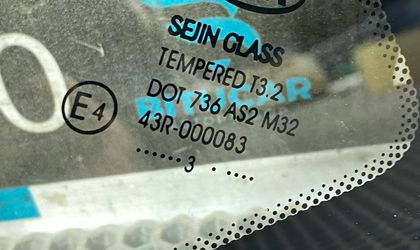 SEJIN GLASS
TEMPERED T3.2
DOT 736 AS2 M32
E4
43R-000083
...... 3 . ....